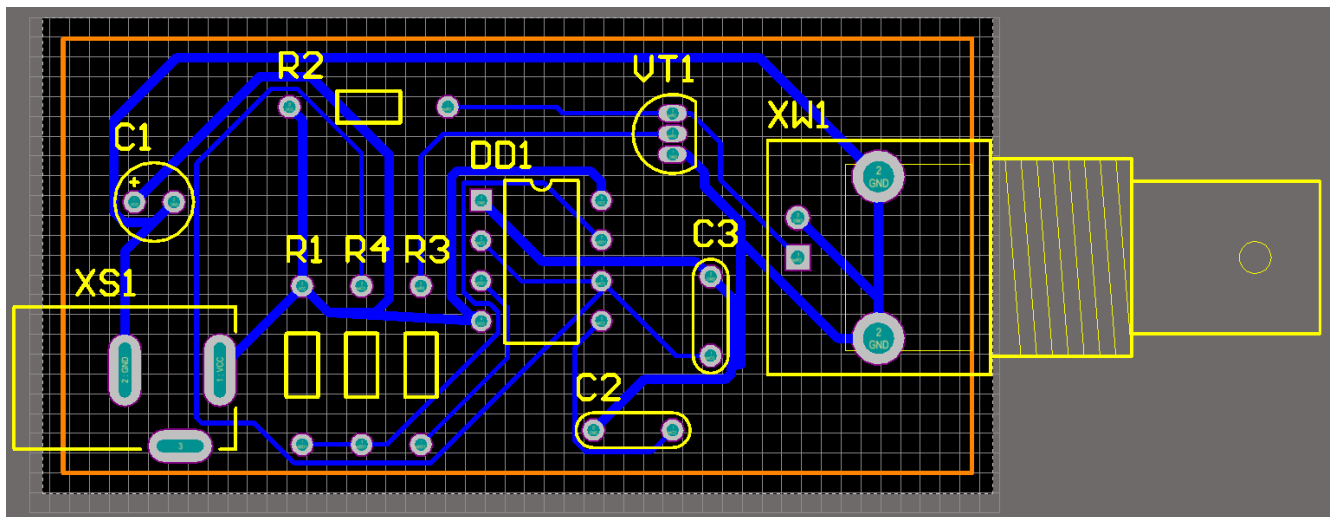 R2
VT1
XW1
C1
+
DD1
2
GND
R1
R4
R3
C3
XS1
2 GND
1 VCC
2
GND
C2
3